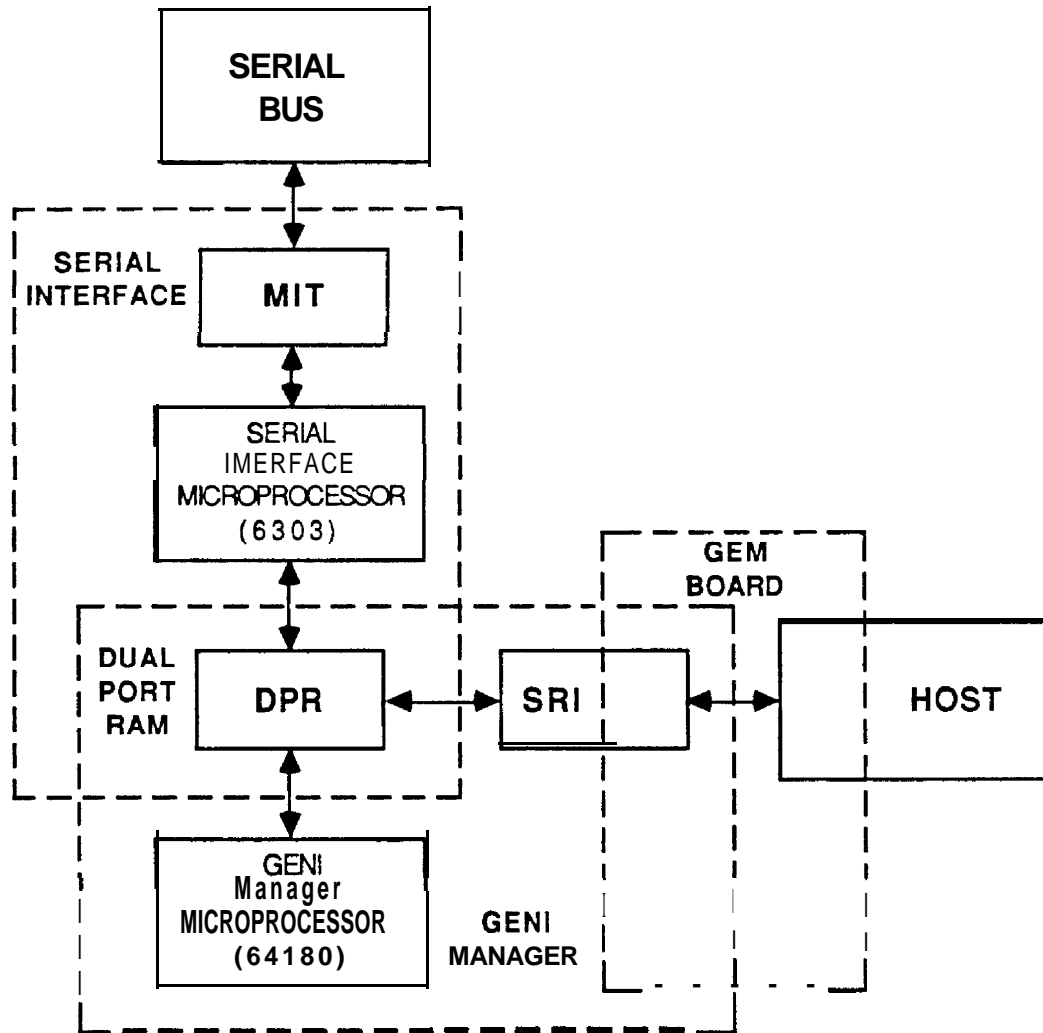 SERIAL
BUS
SERIAL
INTERFACE
MIT
SERIAL
IMERFACE
MICROPROCESSOR
(6303)
GEM
BOARD
DUAL
PORT
RAM
DPR
SRI
HOST
GENI
Manager
MICROPROCESSOR
(64180)
GENI
MANAGER